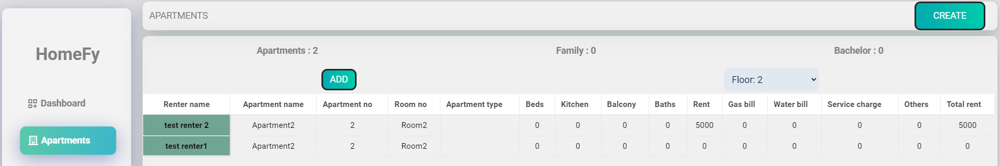 APARTMENTS CREATE
HomeFy
Apartments : 2 Family : 0 Bachelor : 0
ADD Floor: 2
Dashboard
Apartments
Renter name Apartment name Apartment no Room no Apartment type Beds Kitchen Balcony Baths Rent Gas bill Water bill Service charge Others Total rent
test renter 2 Apartment2 2 Room2 0 0 0 0 5000 0 0 0 0 5000
test renter1 Apartment2 2 Room2 0 0 0 0 0 0 0 0 0 0